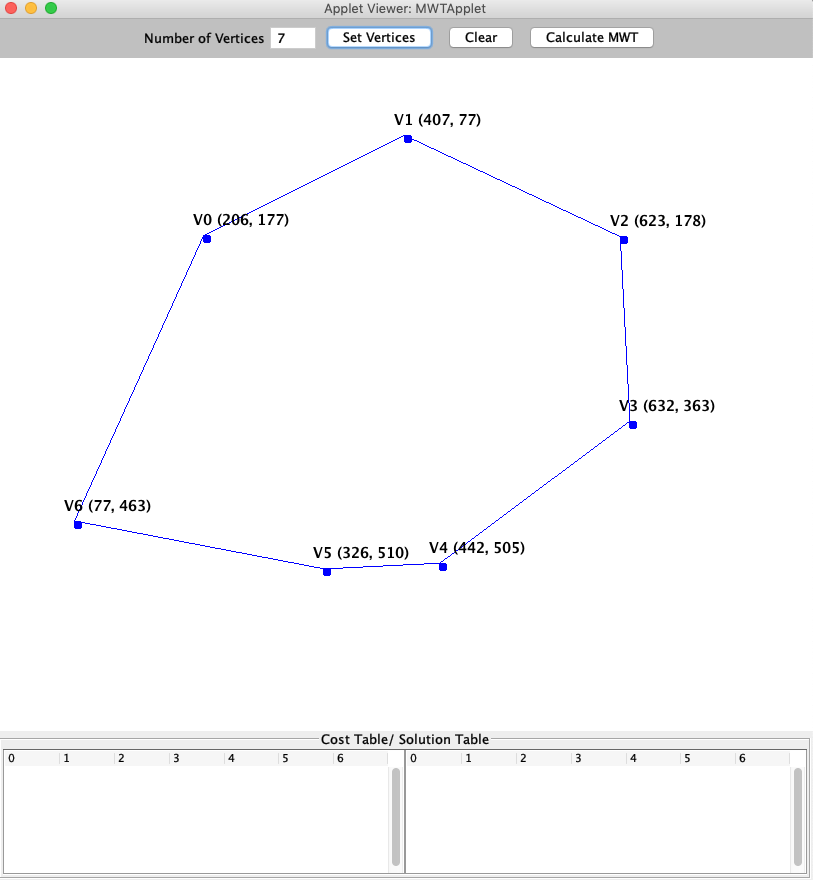 Applet Viewer: MWTApplet
Number of Vertices 7 Set Vertices Clear Calculate MWT
V1 (407, 77)
V0 (206, 177)
V2 (623, 178)
V3 (632, 363)
V6 (77, 463)
V5 (326, 510)
V4 (442, 505)
Cost Table/ Solution Table
0 1 2 3 4 5 6 0 1 2 3 4 5 6